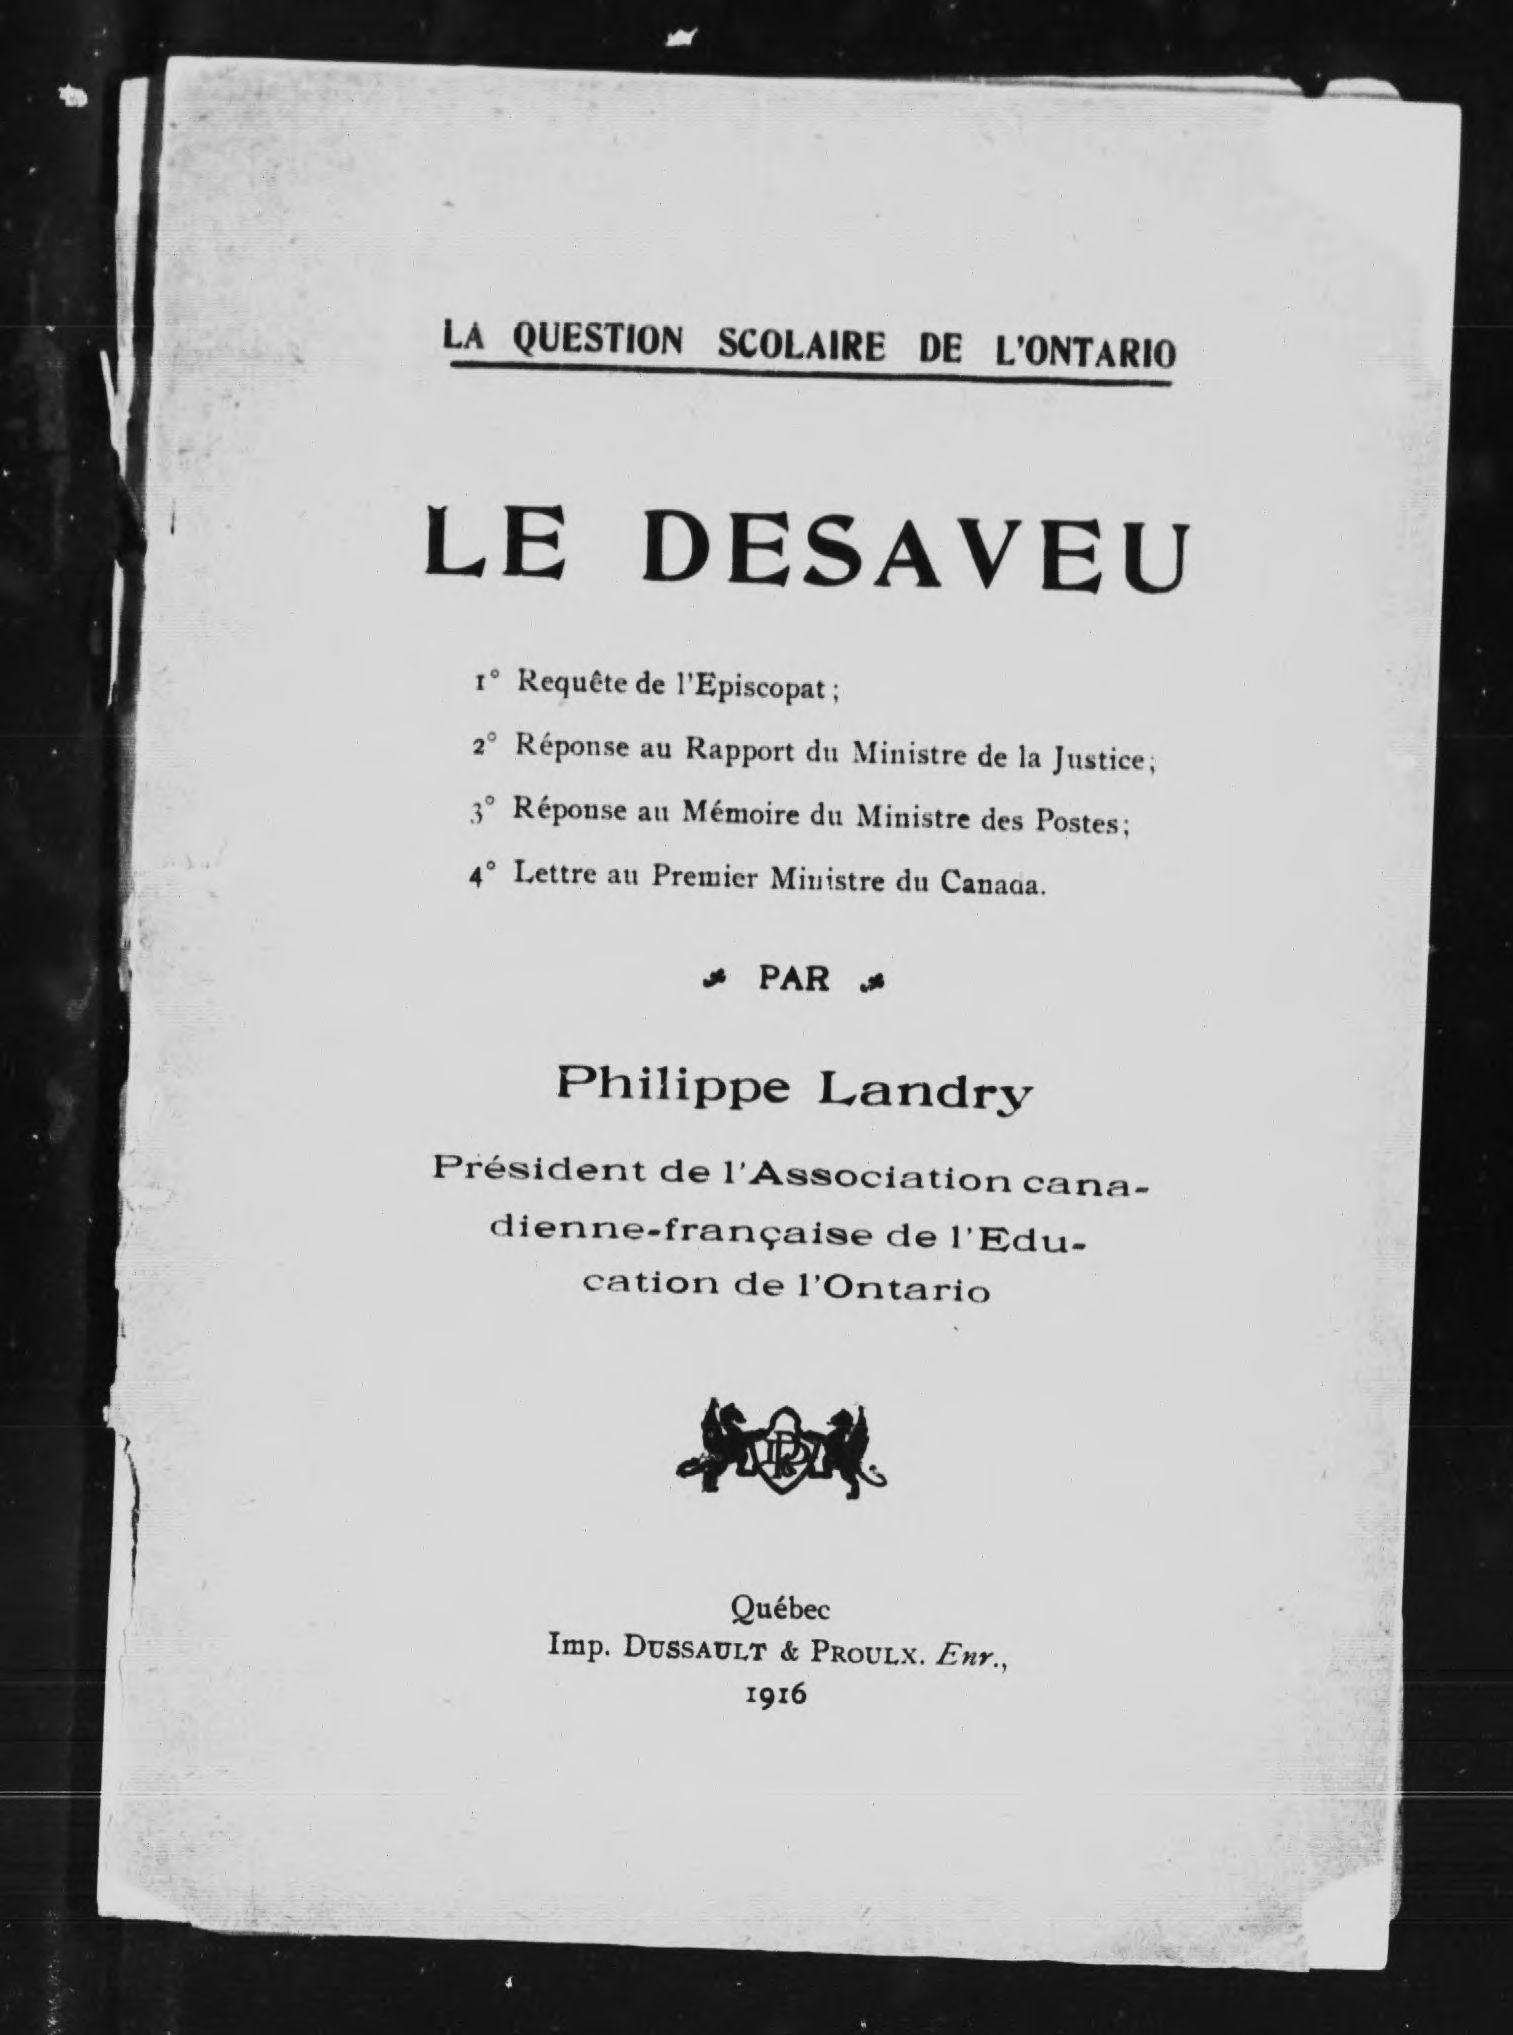 LA QUESTION SCOLAIRE DE L'ONTARIO
LE DESAVEU
1° Requête de l'Episcopat;
2° Réponse au Rapport du Ministre de la Justice;
3° Réponse au Mémoire du Ministre des Postes;
4° Lettre au Premier Ministre du Canada.
PAR
Philippe Landry
Président de l'Association cana-
dienne-française de l'Edu-
cation de l'Ontario
Québec
Imp. DUSSAULT & PROULX. Enr.,
1916